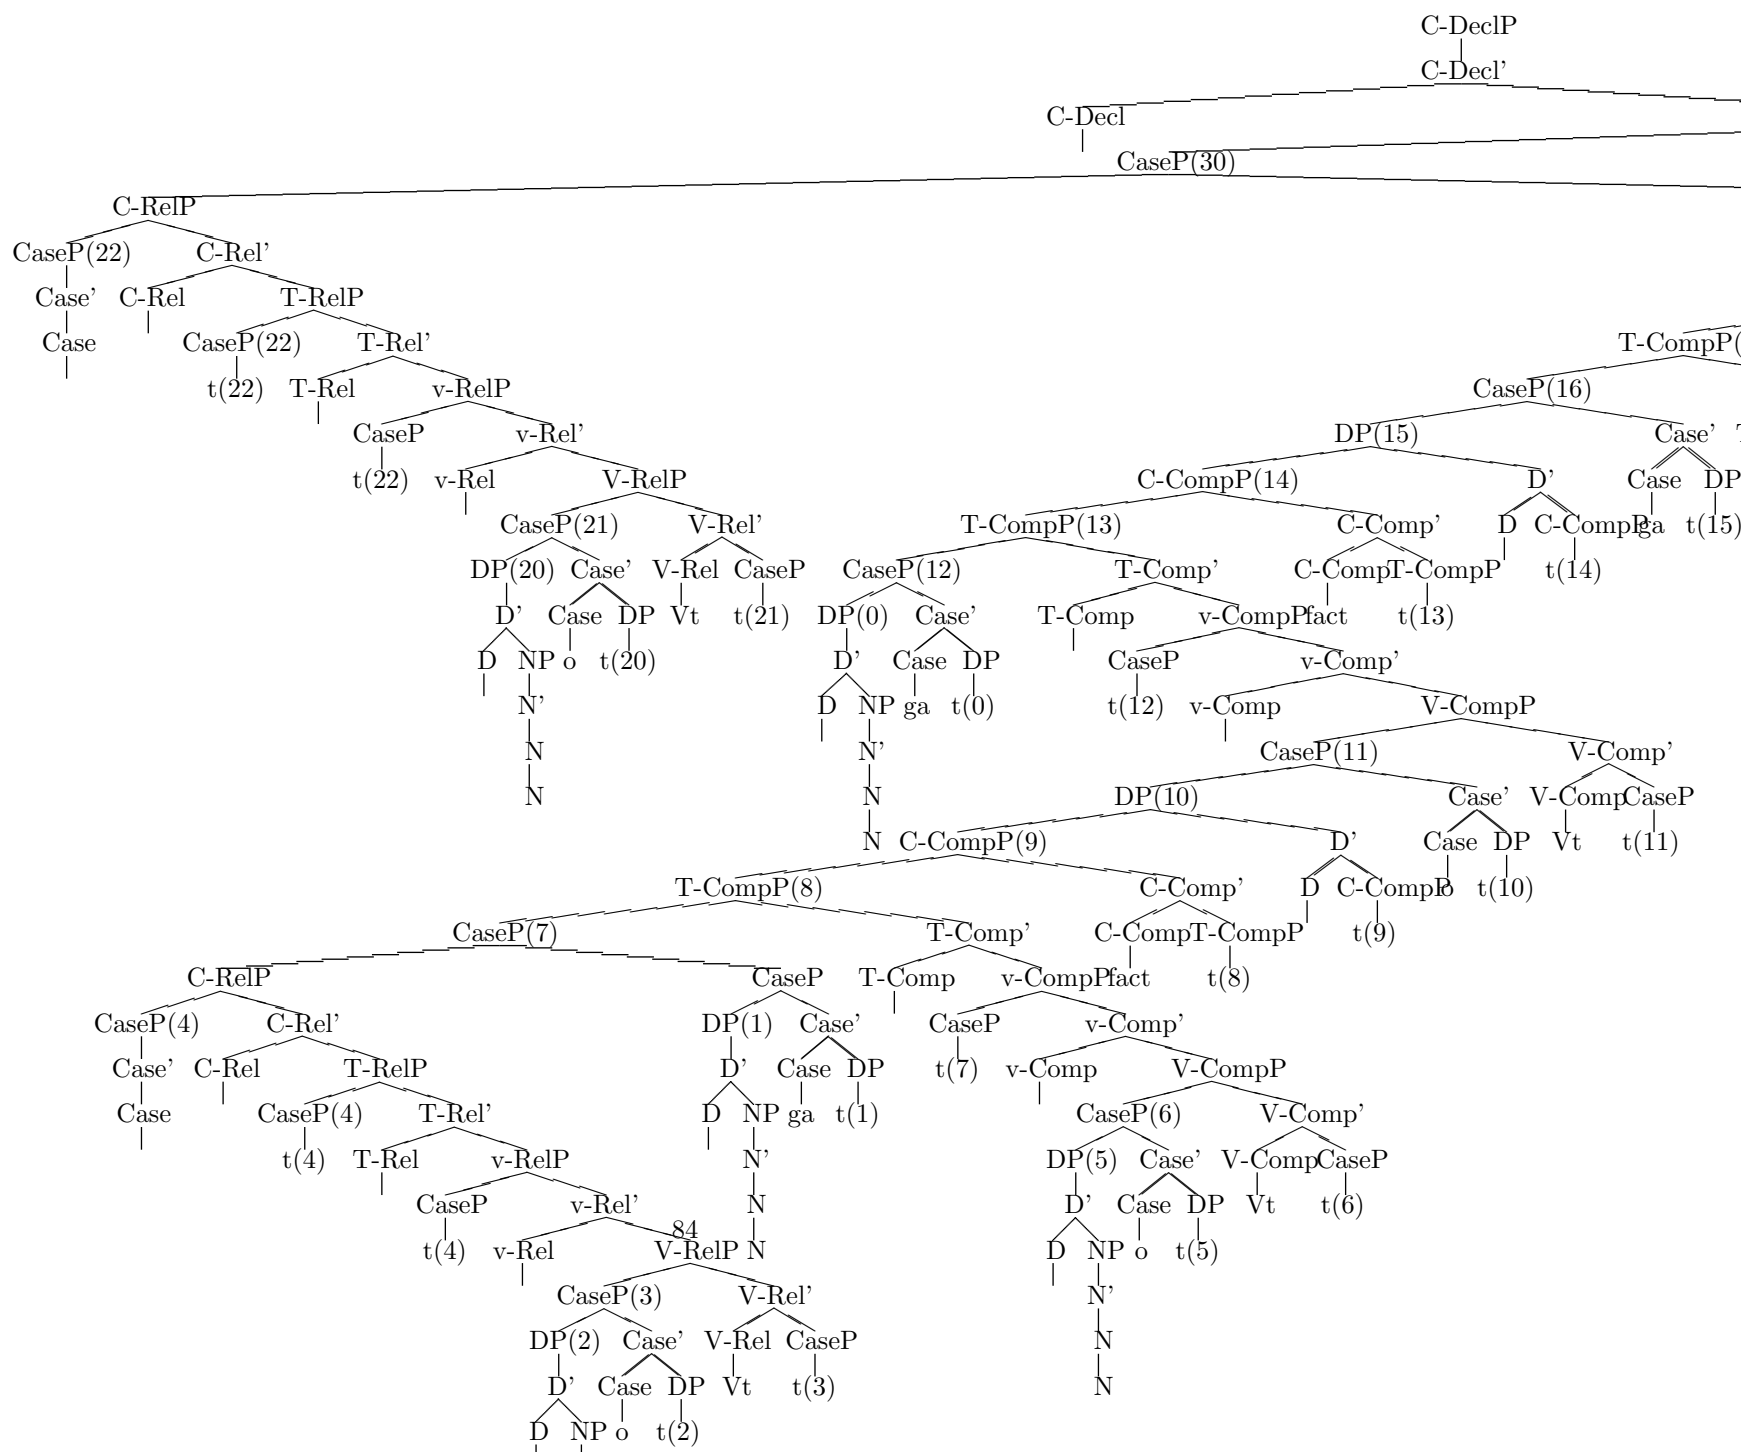 C-DeclP
C-Decl'
C-Decl
CaseP(30)
C-RelP
CaseP(22) C-Rel'
Case' C-Rel T-RelP
Case CaseP(22) T-Rel' T-CompP(
t(22) T-Rel v-RelP CaseP(16)
CaseP v-Rel' DP(15) Case'
t(22) v-Rel V-RelP C-CompP(14) D' Case DP
CaseP(21) V-Rel' T-CompP(13) C-Comp' D C-CompP ga t(15)
DP(20) Case' V-Rel CaseP CaseP(12) T-Comp' C-Comp T-CompP t(14)
D' Case DP Vt t(21) DP(0) Case' T-Comp v-CompP fact t(13)
D NP o t(20) D' Case DP CaseP v-Comp'
N' D NP ga t(0) t(12) v-Comp V-CompP
N N' CaseP(11) V-Comp'
N N DP(10) Case' V-Comp CaseP
N C-CompP(9) D' Case DP Vt t(11)
T-CompP(8) C-Comp' D C-CompP o t(10)
CaseP(7) T-Comp' C-Comp T-CompP t(9)
C-RelP CaseP T-Comp v-CompP fact t(8)
CaseP(4) C-Rel' DP(1) Case' CaseP v-Comp'
Case' C-Rel T-RelP D' Case DP t(7) v-Comp V-CompP
Case CaseP(4) T-Rel' D NP ga t(1) CaseP(6) V-Comp'
t(4) T-Rel v-RelP N' DP(5) Case' V-Comp CaseP
CaseP v-Rel' N D' Case DP Vt t(6)
84
t(4) v-Rel V-RelP N D NP o t(5)
CaseP(3) V-Rel' N'
DP(2) Case' V-Rel CaseP N
D' Case DP Vt t(3) N
D NP o t(2)